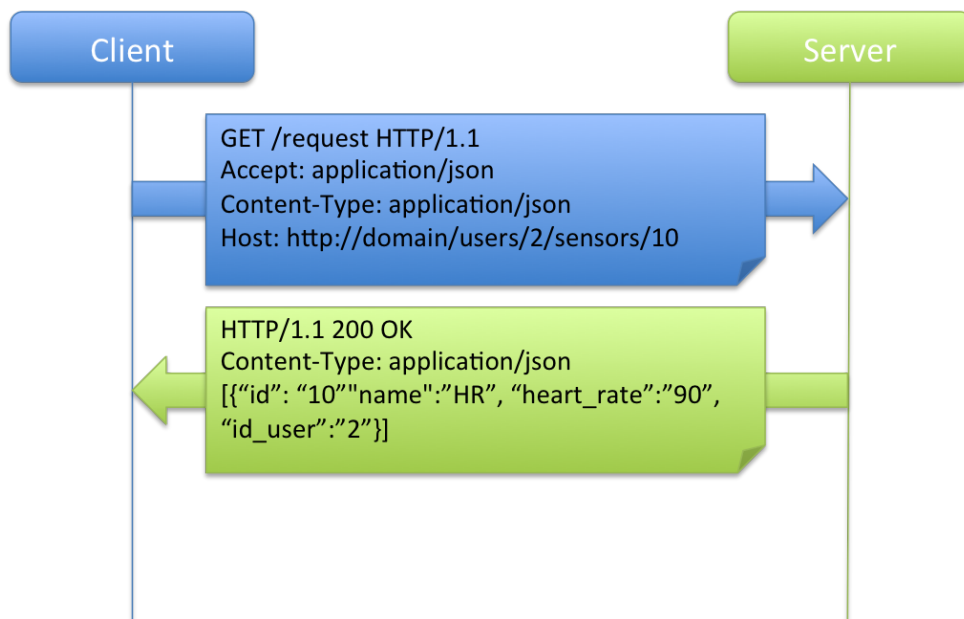 Client
Server
GET /request HTTP/1.1
Accept: application/json
Content-Type: application/json
Host: http://domain/users/2/sensors/10
HTTP/1.1 200 OK
Content-Type: application/json
[{“id”: “10”"name":”HR”, “heart_rate”:”90”,
“id_user”:”2”}]